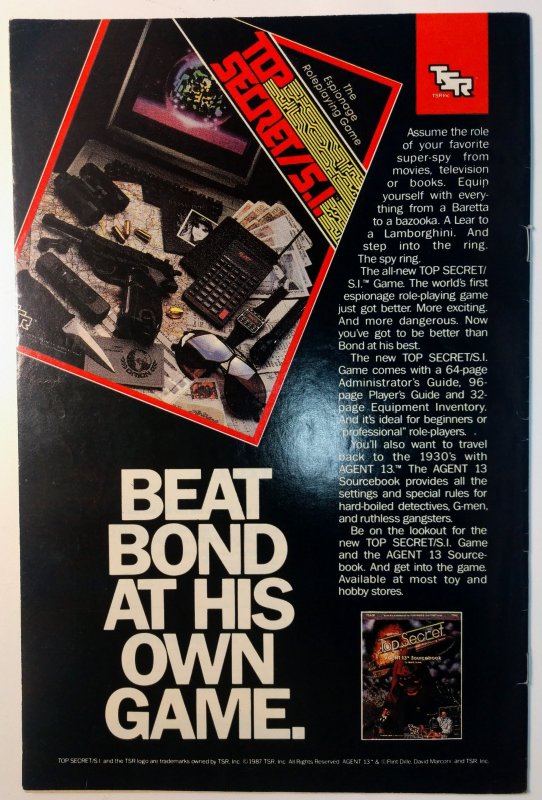 TOP
SECRET/S.I.
The
Espionage
Roleplaying Game
TSR
TSR, Inc.
Assume the role
of your favorite
super-spy from
movies, television
or books. Equip
yourself with every-
thing from a Baretta
to a bazooka. A Lear to
a Lamborghini. And
step into the ring.
The spy ring.
The all-new TOP SECRET/
S.I.™ Game. The world's first
espionage role-playing game
just got better. More exciting.
And more dangerous. Now
you've got to be better than
Bond at his best.
The new TOP SECRET/S.I.
Game comes with a 64-page
Administrator's Guide, 96-
page Player's Guide and 32-
page Equipment Inventory.
And it's ideal for beginners or
"professional" role-players.
You'll also want to travel
back to the 1930's with
AGENT 13.™ The AGENT 13
Sourcebook provides all the
settings and special rules for
hard-boiled detectives, G-men,
and ruthless gangsters.
Be on the lookout for the
new TOP SECRET/S.I. Game
and the AGENT 13 Source-
book. And get into the game.
Available at most toy and
hobby stores.
BEAT
BOND
AT HIS
OWN
GAME.
Top Secret
AGENT 13™ Sourcebook
TOP SECRET/S.I. and the TSR logo are trademarks owned by TSR, Inc. ©1987 TSR, Inc. All Rights Reserved. AGENT 13™ & ©Flint Dille, David Marconi and TSR, Inc.